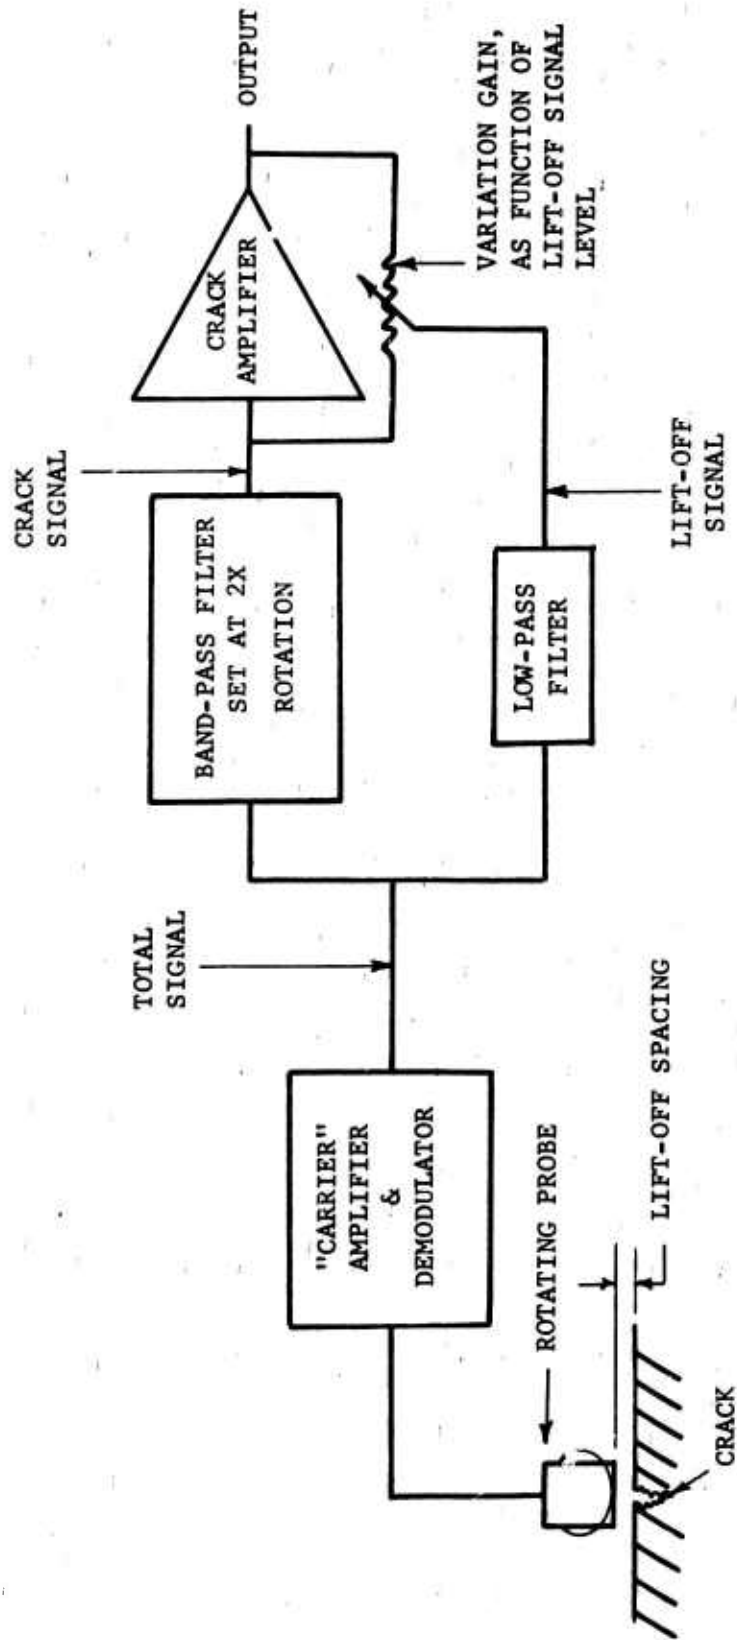 CRACK
SIGNAL
CRACK
AMPLIFIER
OUTPUT
BAND-PASS FILTER
SET AT 2X
ROTATION
VARIATION GAIN,
AS FUNCTION OF
LIFT-OFF SIGNAL
LEVEL
TOTAL
SIGNAL
LOW-PASS
FILTER
LIFT-OFF
SIGNAL
"CARRIER"
AMPLIFIER
&
DEMODULATOR
ROTATING PROBE
LIFT-OFF SPACING
CRACK